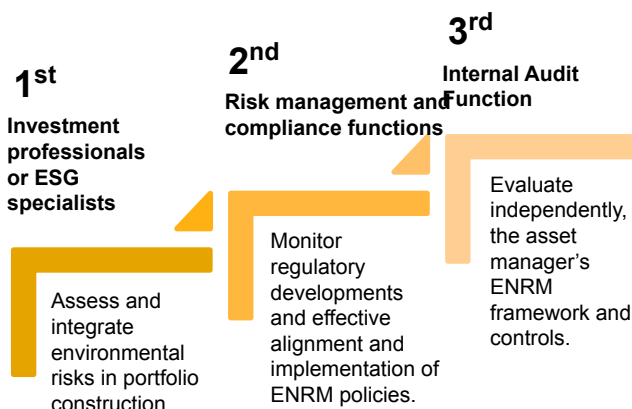 1st
Investment
professionals
or ESG
specialists
Assess and
integrate
environmental
risks in portfolio
construction
2nd
Risk management and
compliance functions
Monitor
regulatory
developments
and effective
alignment and
implementation of
ENRM policies.
3rd
Internal Audit
Function
Evaluate
independently,
the asset
manager's
ENRM
framework and
controls.